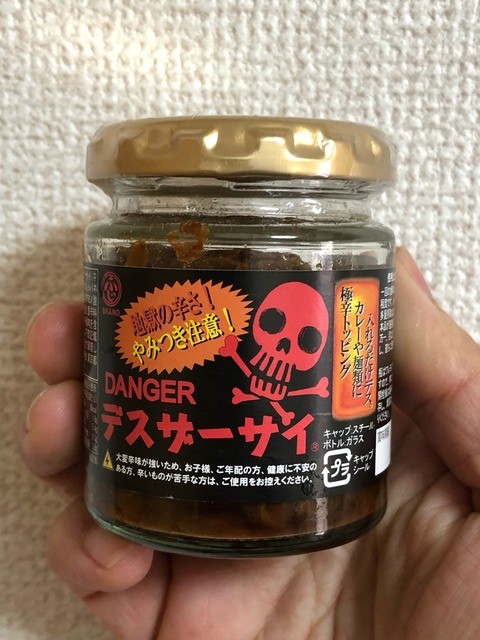 BRAND
地獄の辛さ!
やみつき注意!
入れるだけデス。
カレーや麺類に
極辛トッピング
DANGER
デスザーサイ
大変辛味が強いため、お子様、ご年配の方、健康に不安の
ある方、辛いものが苦手な方は、ご使用をお控えください。
キャップ:スチール
ボトル:ガラス
プラ
キャップ
シール